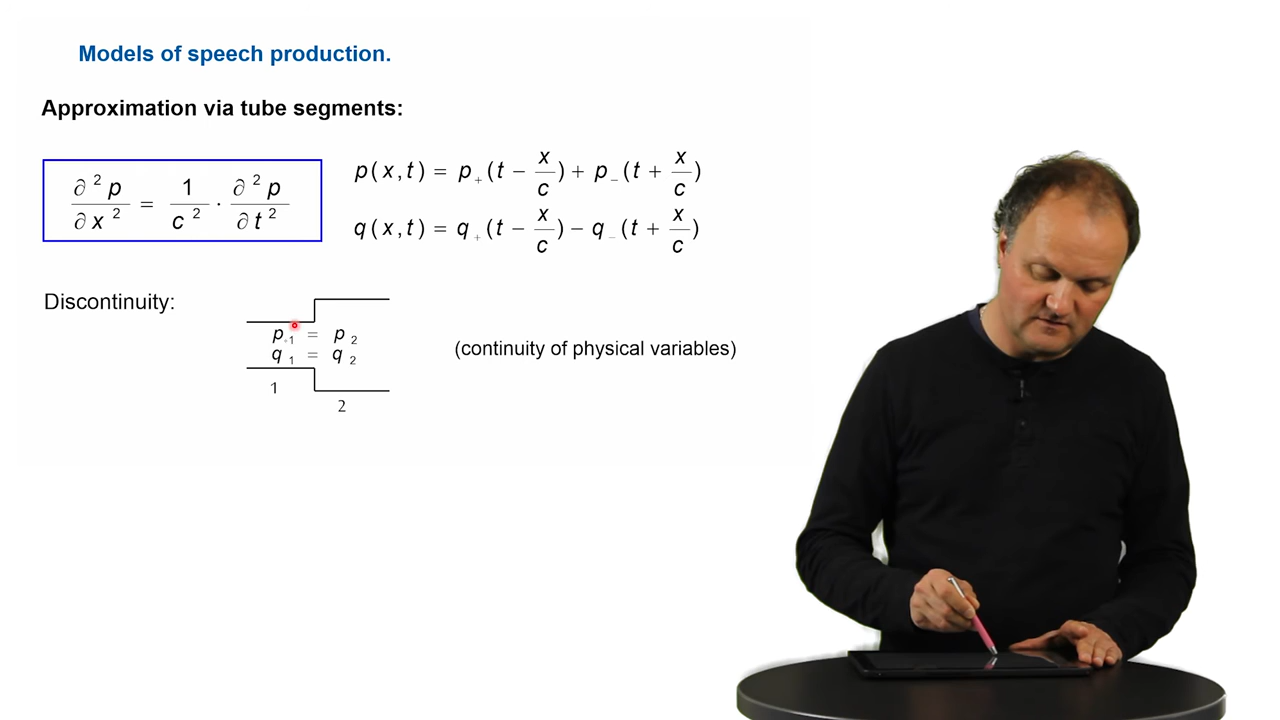 Models of speech production.
Approximation via tube segments:
∂²p/∂x² = 1/c² · ∂²p/∂t²
p(x,t) = p₊(t − x/c) + p₋(t + x/c)
q(x,t) = q₊(t − x/c) − q₋(t + x/c)
Discontinuity:
p₁ = p₂
q₁ = q₂
(continuity of physical variables)
1
2